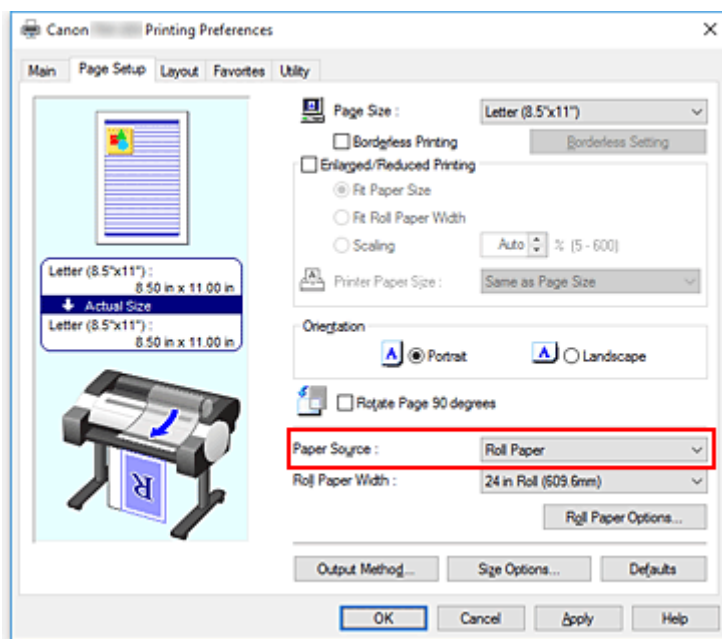 Canon Printing Preferences
Main Page Setup Layout Favorites Utility
Page Size : Letter (8.5"x11")
Borderless Printing Borderless Setting
Enlarged/Reduced Printing
Fit Paper Size
Fit Roll Paper Width
Scaling Auto % (5 - 600)
Printer Paper Size : Same as Page Size
Letter (8.5"x11") :
8.50 in x 11.00 in
Actual Size
Letter (8.5"x11") :
8.50 in x 11.00 in
Orientation
A Portrait A Landscape
Rotate Page 90 degrees
R
Paper Source : Roll Paper
Roll Paper Width : 24 in Roll (609.6mm)
Roll Paper Options...
Output Method... Size Options... Defaults
OK Cancel Apply Help